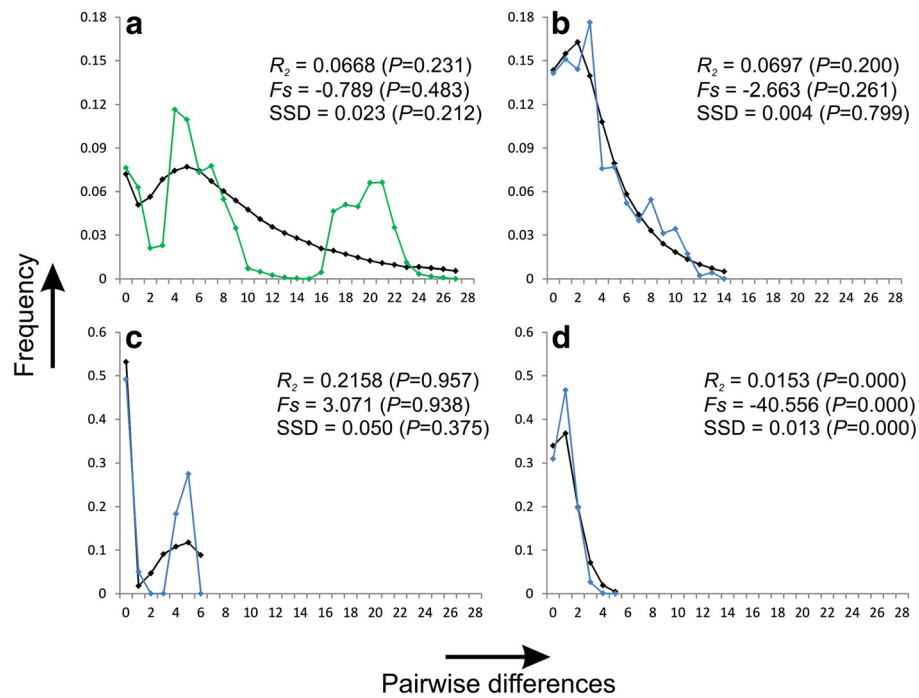 a
R2 = 0.0668 (P=0.231)
Fs = -0.789 (P=0.483)
SSD = 0.023 (P=0.212)
0.18
0.15
0.12
0.09
0.06
0.03
0
0 2 4 6 8 10 12 14 16 18 20 22 24 26 28
b
R2 = 0.0697 (P=0.200)
Fs = -2.663 (P=0.261)
SSD = 0.004 (P=0.799)
0.18
0.15
0.12
0.09
0.06
0.03
0
0 2 4 6 8 10 12 14 16 18 20 22 24 26 28
Frequency
c
R2 = 0.2158 (P=0.957)
Fs = 3.071 (P=0.938)
SSD = 0.050 (P=0.375)
0.6
0.5
0.4
0.3
0.2
0.1
0
0 2 4 6 8 10 12 14 16 18 20 22 24 26 28
d
R2 = 0.0153 (P=0.000)
Fs = -40.556 (P=0.000)
SSD = 0.013 (P=0.000)
0.6
0.5
0.4
0.3
0.2
0.1
0
0 2 4 6 8 10 12 14 16 18 20 22 24 26 28
Pairwise differences